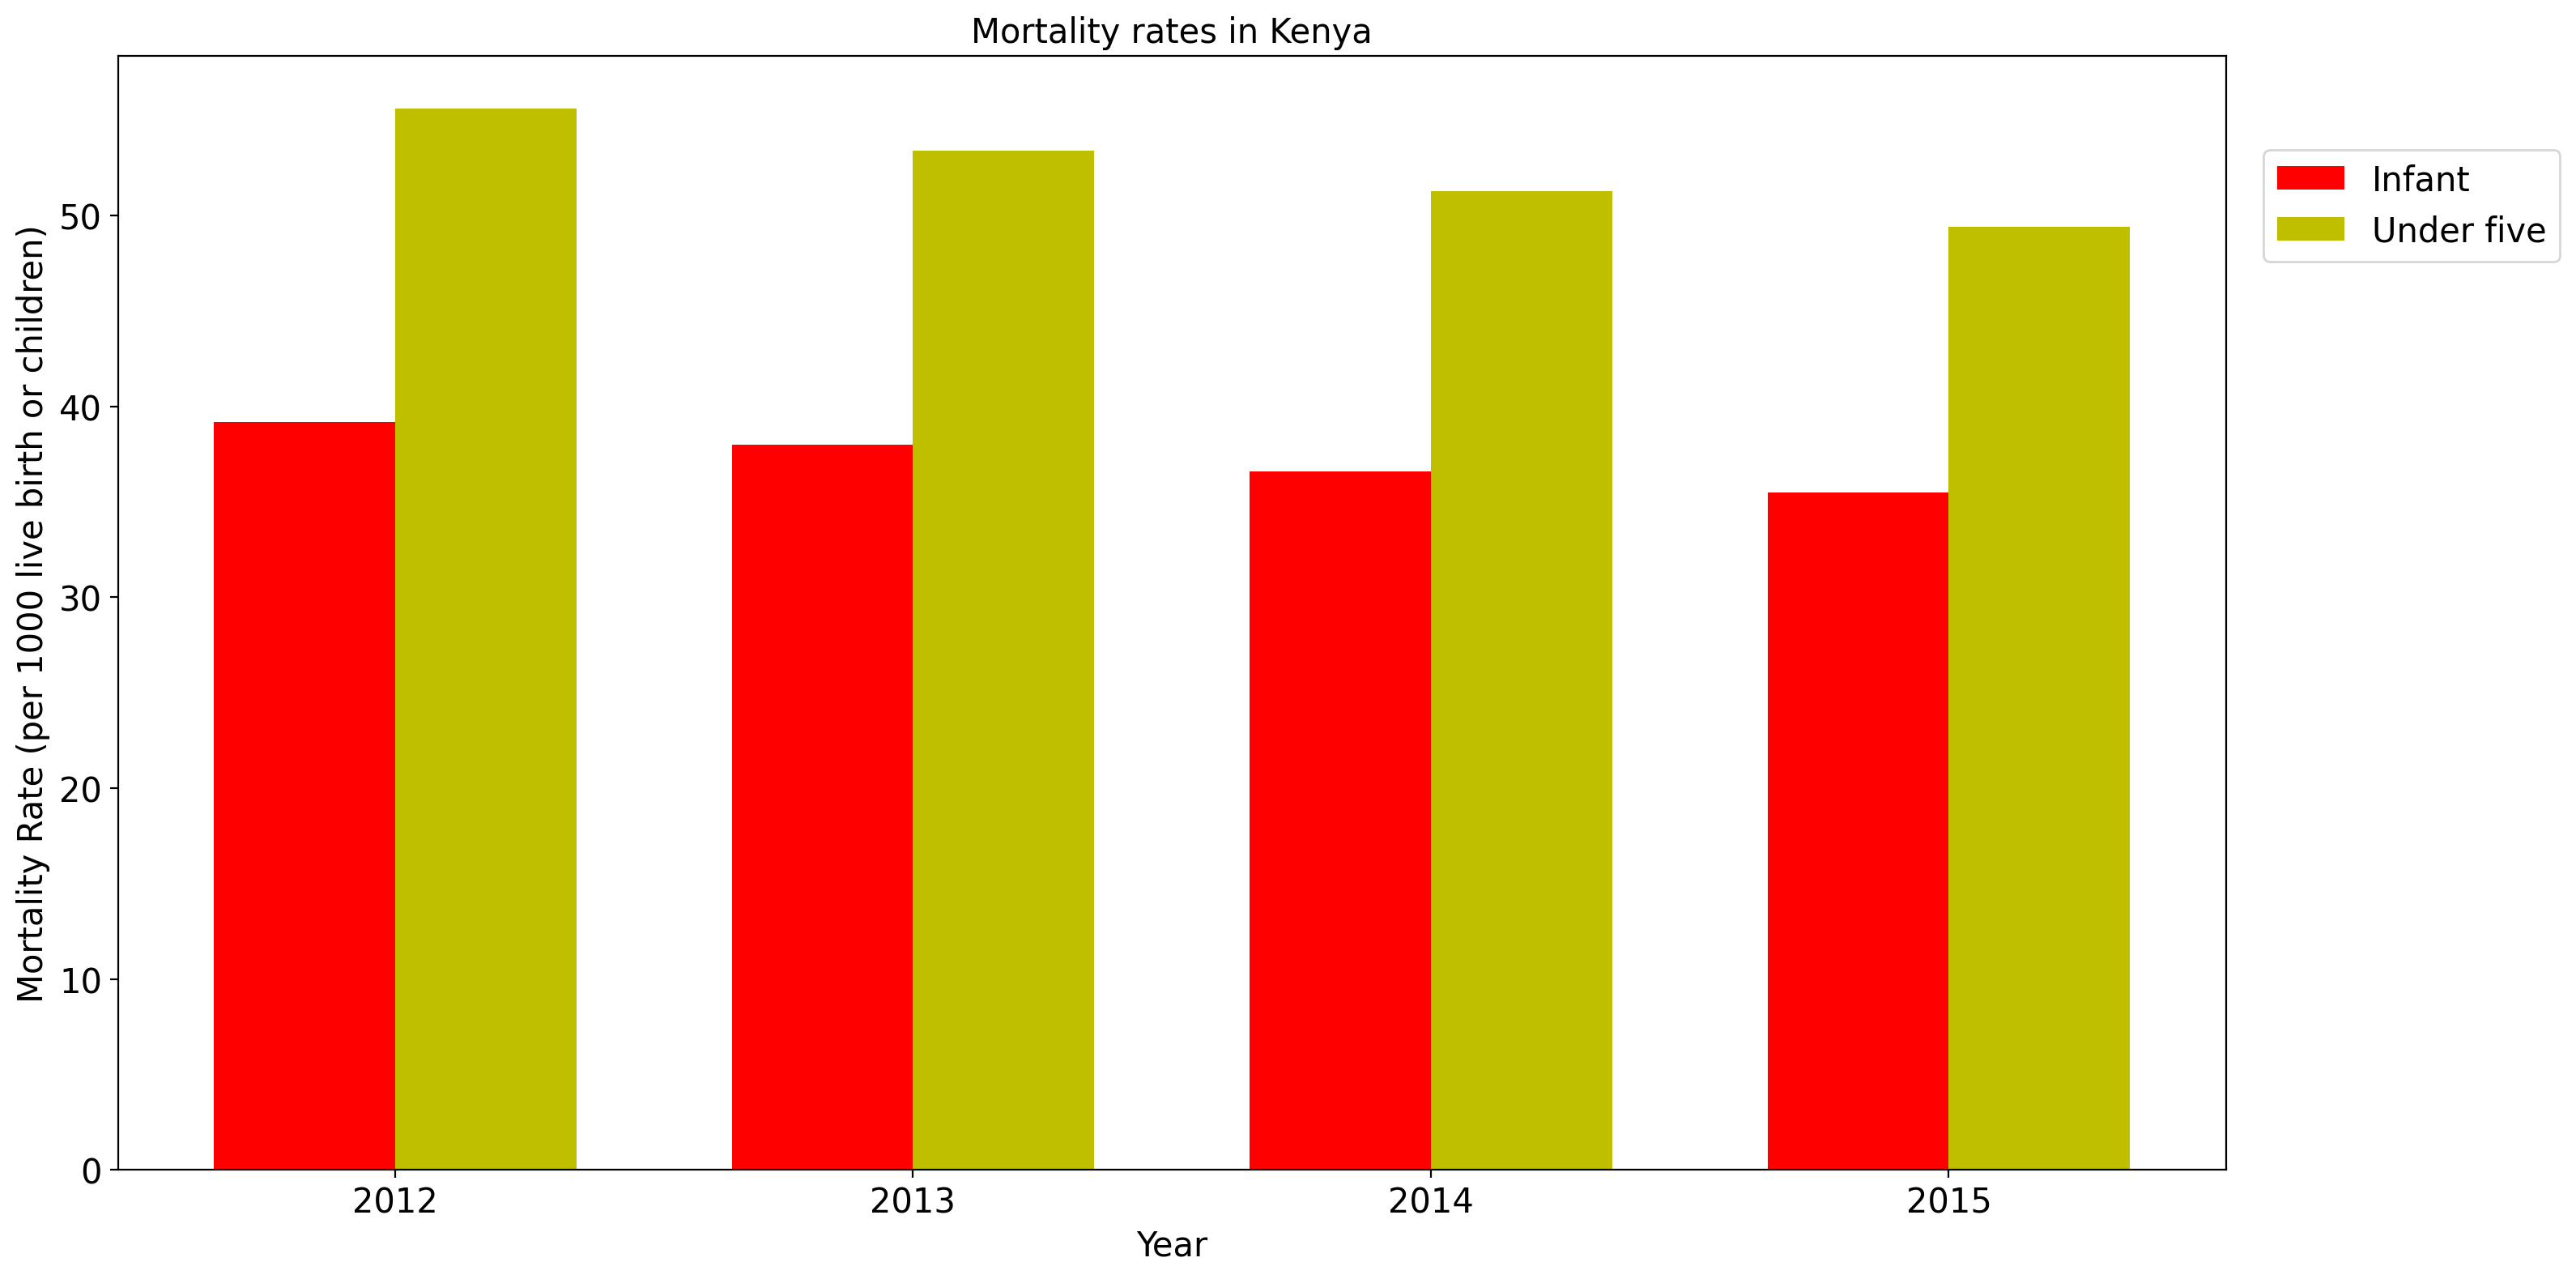 Mortality rates in Kenya
Mortality Rate (per 1000 live birth or children)
50
40
30
20
10
0
2012 2013 2014 2015
Year
Infant
Under five